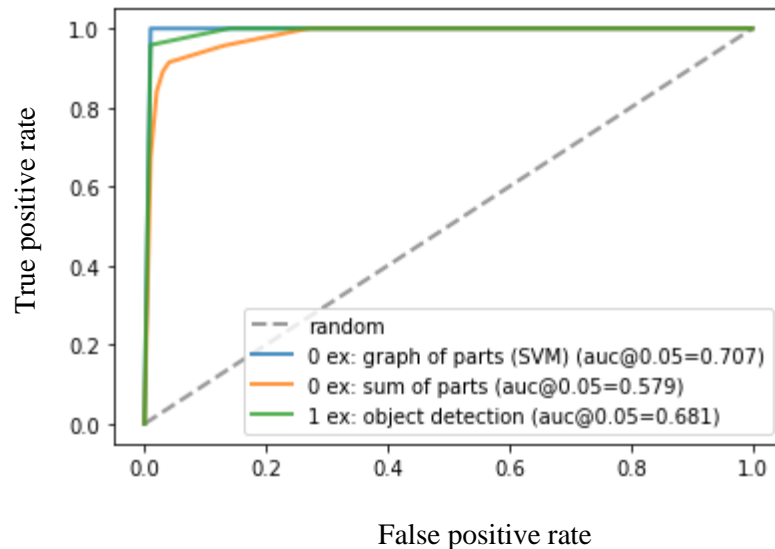 1.0
0.8
0.6
0.4
0.2
0.0
True positive rate
random
0 ex: graph of parts (SVM) (auc@0.05=0.707)
0 ex: sum of parts (auc@0.05=0.579)
1 ex: object detection (auc@0.05=0.681)
0.0 0.2 0.4 0.6 0.8 1.0
False positive rate